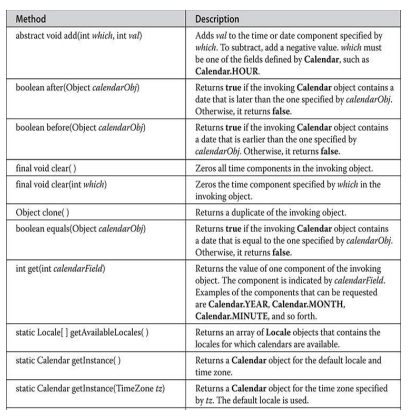 Method Description
abstract void add(int which, int val) Adds val to the time or date component specified by
which. To subtract, add a negative value. which must
be one of the fields defined by Calendar, such as
Calendar.HOUR.
boolean after(Object calendarObj) Returns true if the invoking Calendar object contains a
date that is later than the one specified by calendarObj.
Otherwise, it returns false.
boolean before(Object calendarObj) Returns true if the invoking Calendar object contains
a date that is earlier than the one specified by
calendarObj. Otherwise, it returns false.
final void clear( ) Zeros all time components in the invoking object.
final void clear(int which) Zeros the time component specified by which in the
invoking object.
Object clone( ) Returns a duplicate of the invoking object.
boolean equals(Object calendarObj) Returns true if the invoking Calendar object contains
a date that is equal to the one specified by calendarObj.
Otherwise, it returns false.
int get(int calendarField) Returns the value of one component of the invoking
object. The component is indicated by calendarField.
Examples of the components that can be requested
are Calendar.YEAR, Calendar.MONTH,
Calendar.MINUTE, and so forth.
static Locale[ ] getAvailableLocales( ) Returns an array of Locale objects that contains the
locales for which calendars are available.
static Calendar getInstance( ) Returns a Calendar object for the default locale and
time zone.
static Calendar getInstance(TimeZone tz) Returns a Calendar object for the time zone specified
by tz. The default locale is used.